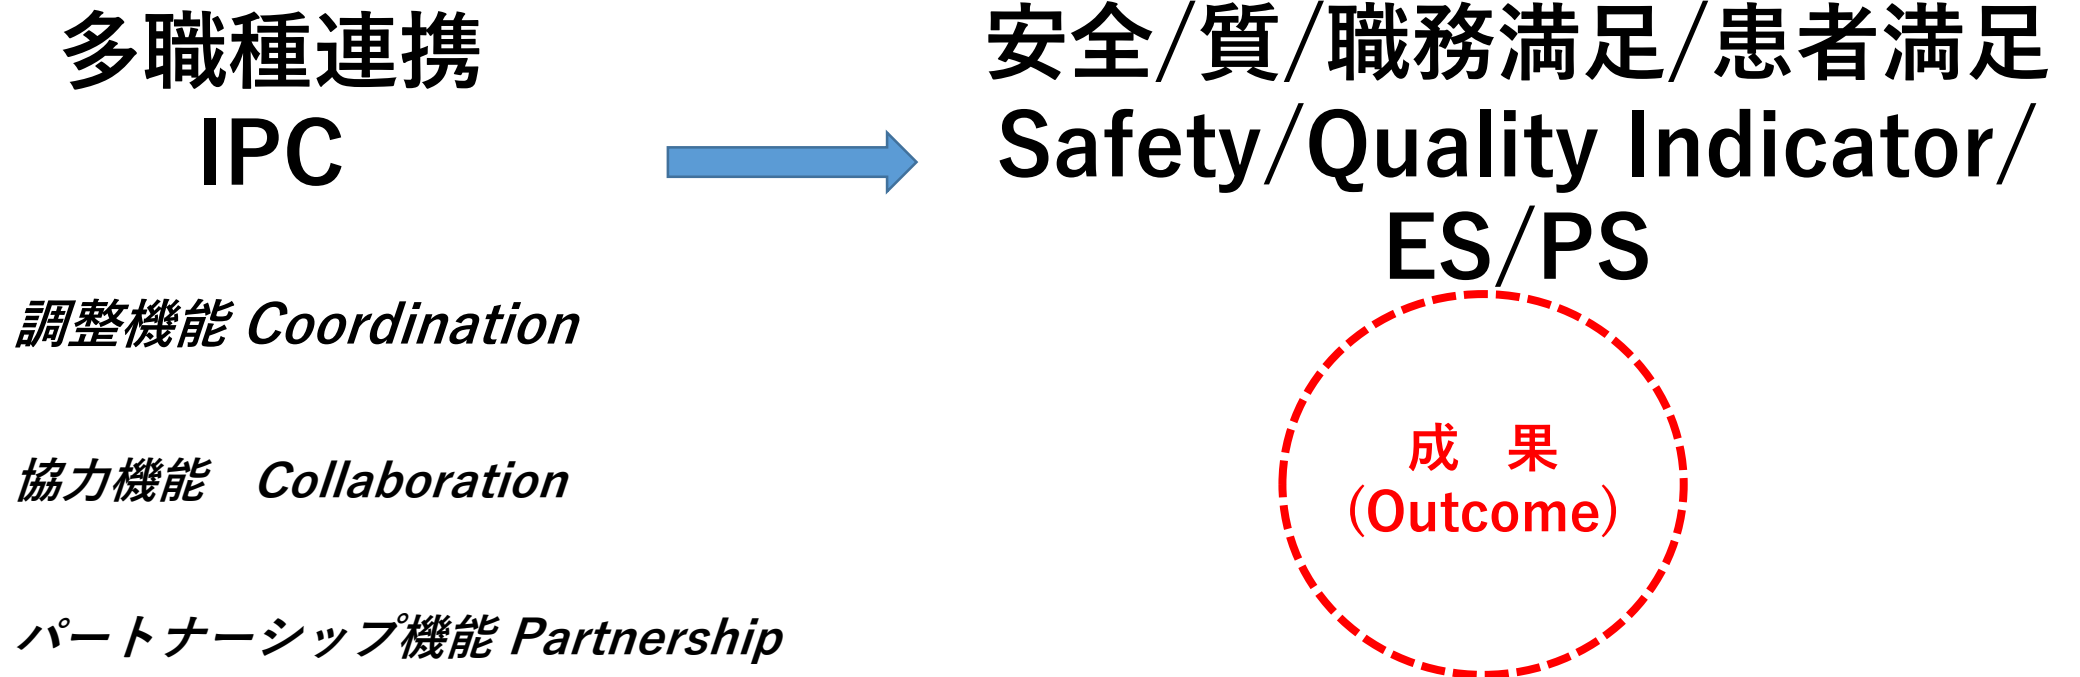 多職種連携
IPC
安全/質/職務満足/患者満足
Safety/Quality Indicator/
ES/PS
調整機能 Coordination
協力機能　Collaboration
パートナーシップ機能 Partnership
成　果
(Outcome)